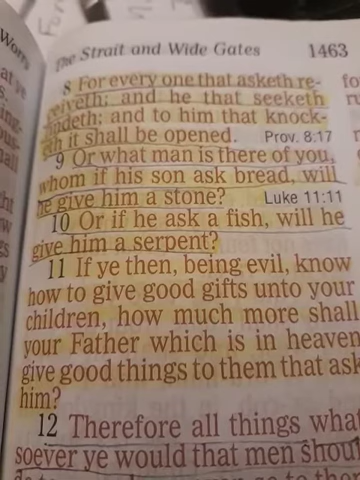 The Strait and Wide Gates 1463
8 For every one that asketh re-
ceiveth; and he that seeketh
findeth; and to him that knock-
eth it shall be opened. Prov. 8:17
9 Or what man is there of you,
whom if his son ask bread, will
he give him a stone? Luke 11:11
10 Or if he ask a fish, will he
give him a serpent?
11 If ye then, being evil, know
how to give good gifts unto your
children, how much more shall
your Father which is in heaven
give good things to them that ask
him?
12 Therefore all things what
soever ye would that men shou